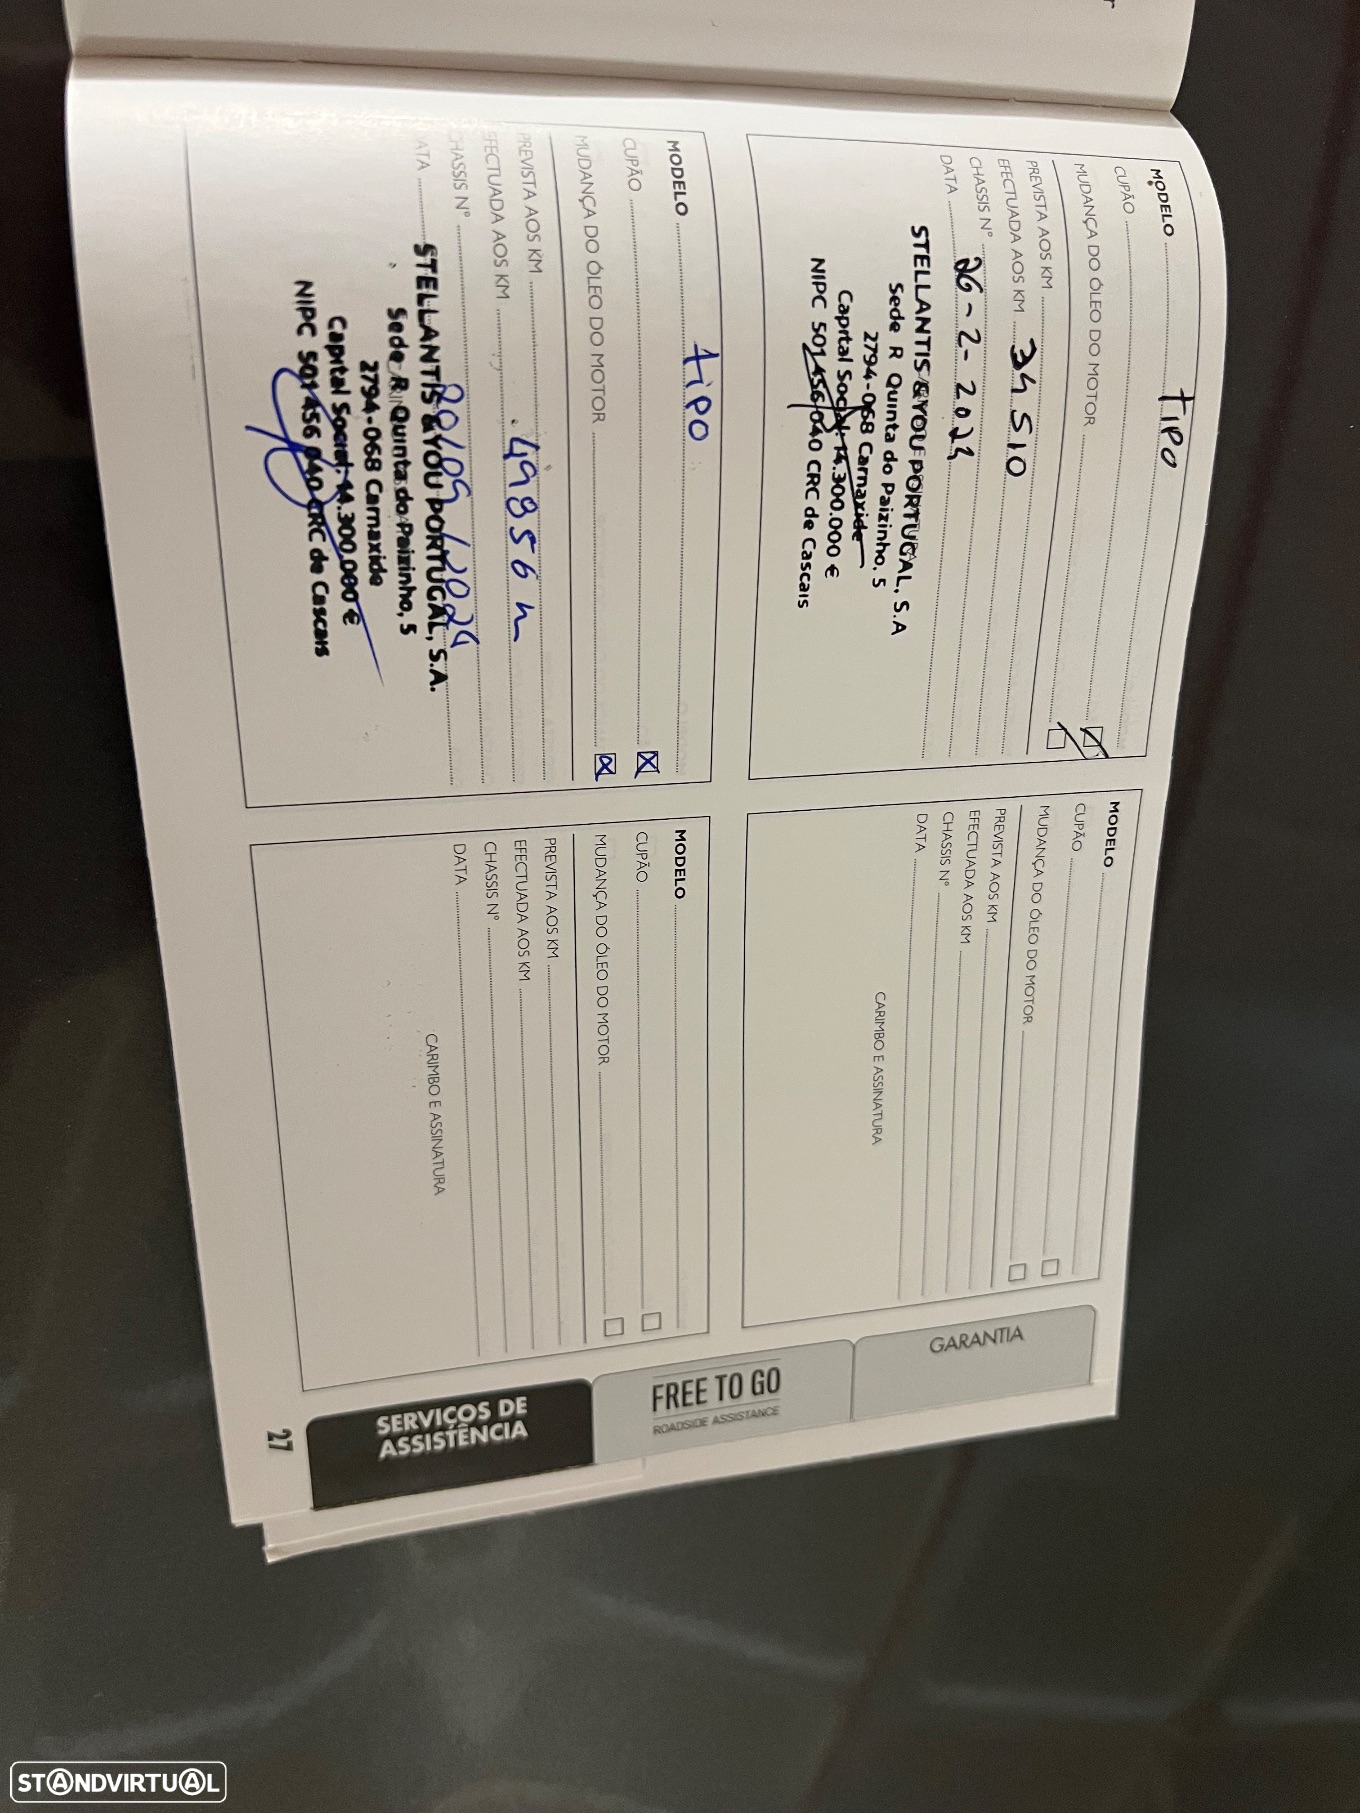 MODELO tipo
CUPÃO
MUDANÇA DO ÓLEO DO MOTOR
PREVISTA AOS KM
EFECTUADA AOS KM 34 510
CHASSIS Nº
DATA 26-2-2023
STELLANTIS &YOU PORTUGAL, S.A
Sede R Quinta do Paizinho, 5
2794-068 Carnaxide
Capital Social: 14.300.000 €
NIPC 501 456 040 CRC de Cascais
MODELO
CUPÃO
MUDANÇA DO ÓLEO DO MOTOR
PREVISTA AOS KM
EFECTUADA AOS KM
CHASSIS Nº
DATA
CARIMBO E ASSINATURA
MODELO tipo
CUPÃO X
MUDANÇA DO ÓLEO DO MOTOR
PREVISTA AOS KM
EFECTUADA AOS KM 49856
CHASSIS Nº
ATA 20/09/2024
STELLANTIS &YOU PORTUGAL, S.A.
Sede R Quinta do Paizinho, 5
2794-068 Carnaxide
Capital Social: 14.300.000 €
NIPC 501 456 040 CRC de Cascais
MODELO
CUPÃO
MUDANÇA DO ÓLEO DO MOTOR
PREVISTA AOS KM
EFECTUADA AOS KM
CHASSIS Nº
DATA
CARIMBO E ASSINATURA
GARANTIA
FREE TO GO
ROADSIDE ASSISTANCE
SERVIÇOS DE
ASSISTÊNCIA
27
STANDVIRTUAL